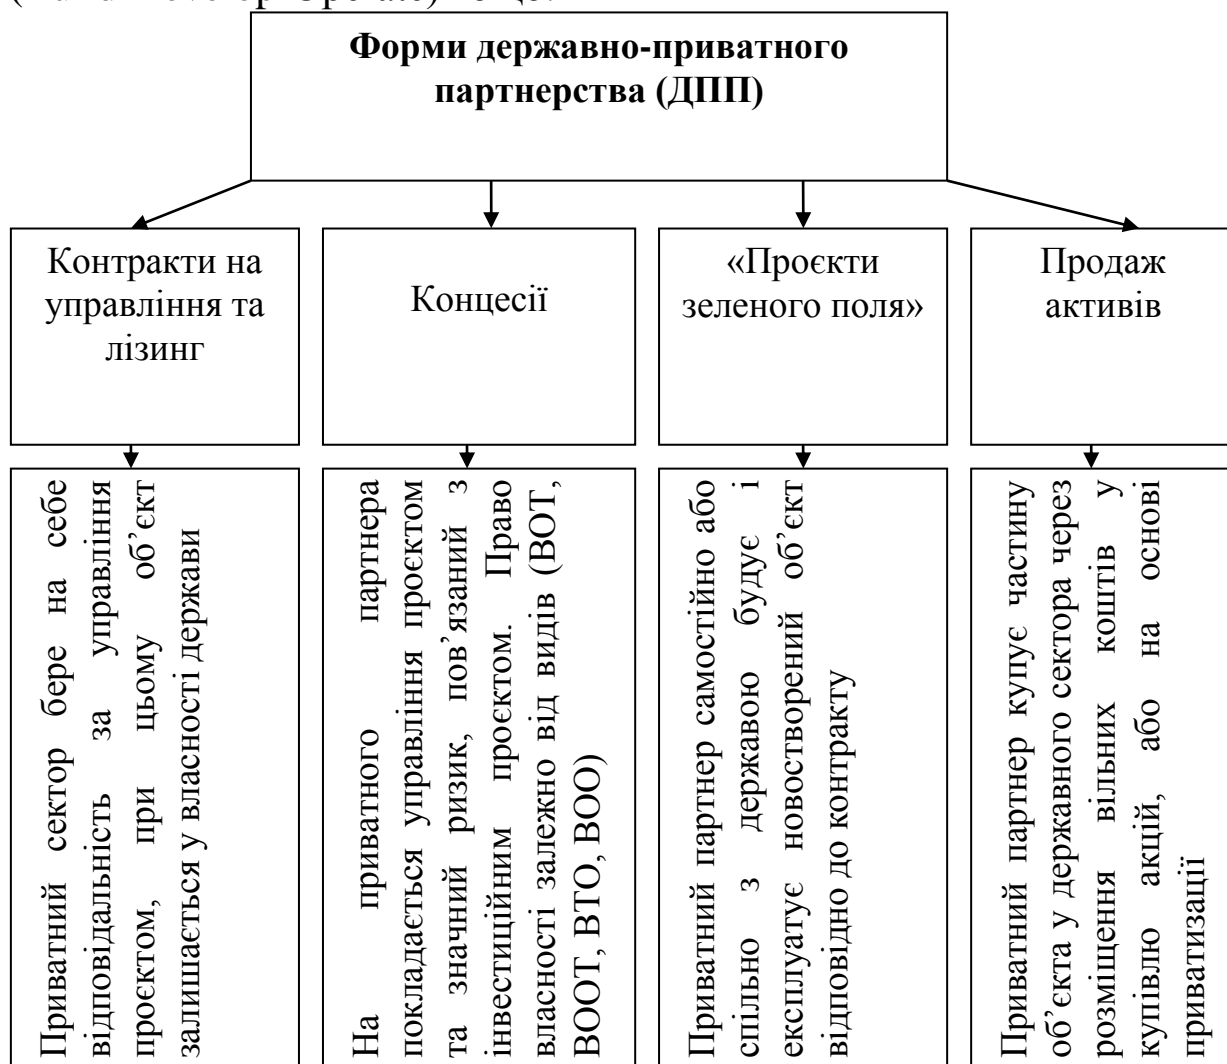 Форми державно-приватного
партнерства (ДПП)
Контракти на
управління та
лізинг
Концесії
«Проєкти
зеленого поля»
Продаж
активів
Приватний сектор бере на себе
відповідальність за управління
проєктом, при цьому об’єкт
залишається у власності держави
На приватного партнера
покладається управління проєктом
та значний ризик, пов’язаний з
інвестиційним проєктом. Право
власності залежно від видів (ВОТ,
ВООТ, ВТО, ВОО)
Приватний партнер самостійно або
спільно з державою будує і
експлуатує новостворений об’єкт
відповідно до контракту
Приватний партнер купує частину
об’єкта у державного сектора через
розміщення вільних коштів у
купівлю акцій, або на основі
приватизації